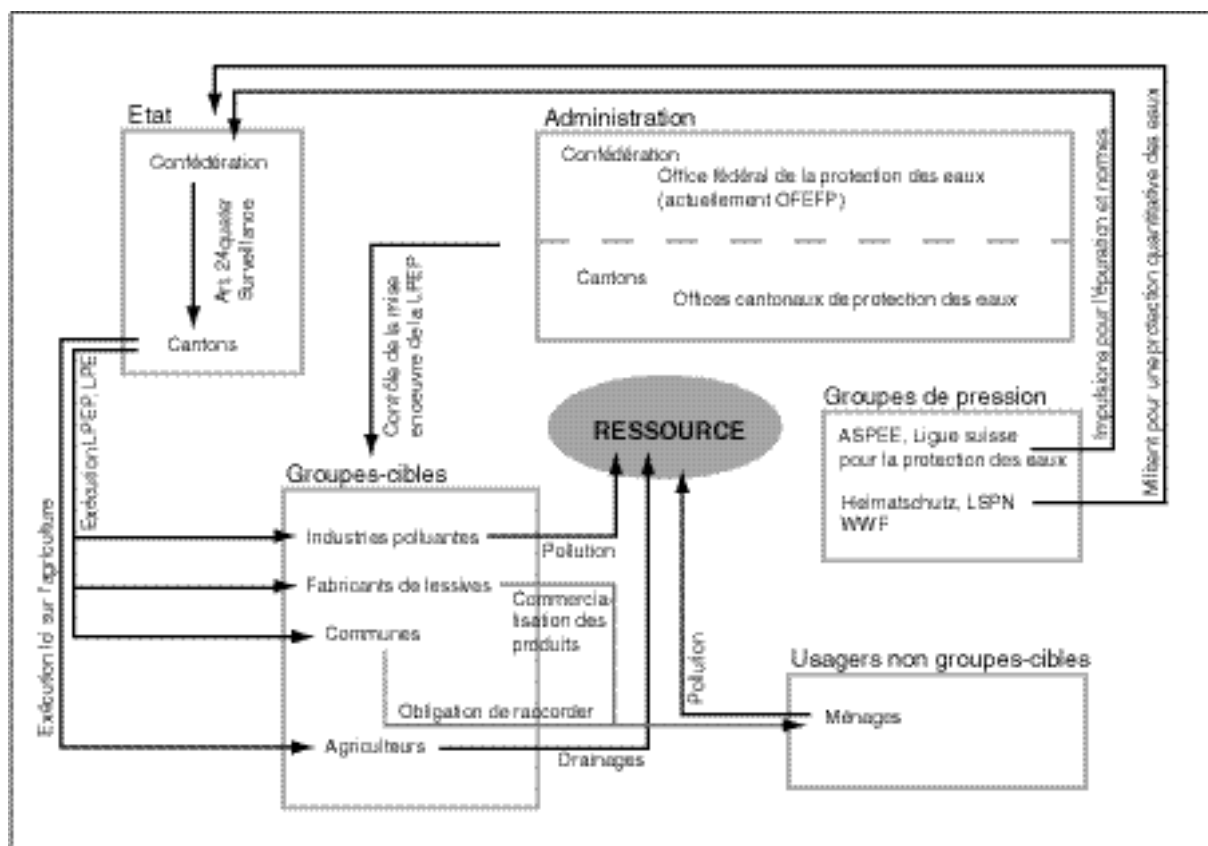 Etat
Confédération
Art. 24quater
Surveillance
Cantons
Administration
Confédération
Office fédéral de la protection des eaux
(actuellement OFEFP)
Cantons
Offices cantonaux de protection des eaux
Contrôle de la mise
en oeuvre de la LPEP
Impulsions pour l'épuration et normes
Militent pour une protection quantitative des eaux
Exécution LPEP, LPE
Exécution loi sur l'agriculture
RESSOURCE
Groupes de pression
ASPEE, Ligue suisse
pour la protection des eaux
Heimatschutz, LSPN
WWF
Groupes-cibles
Industries polluantes
Pollution
Fabricants de lessives
Commercia-
lisation des
produits
Communes
Obligation de raccorder
Agriculteurs
Drainages
Pollution
Usagers non groupes-cibles
Ménages